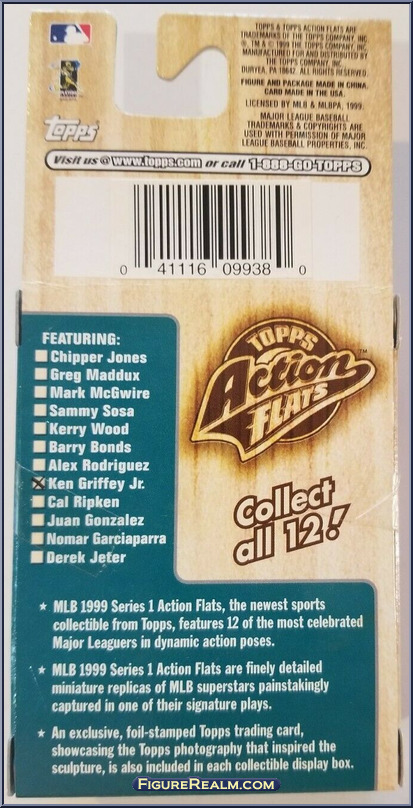 TOPPS & TOPPS ACTION FLATS ARE
TRADEMARKS OF THE TOPPS COMPANY, INC.
®, TM & © 1999 THE TOPPS COMPANY, INC.
MANUFACTURED FOR AND DISTRIBUTED BY
THE TOPPS COMPANY, INC.
DURYEA, PA 18642. ALL RIGHTS RESERVED.
FIGURE AND PACKAGE MADE IN CHINA.
CARD MADE IN THE USA.
LICENSED BY MLB & MLBPA, 1999.
MAJOR LEAGUE BASEBALL
TRADEMARKS & COPYRIGHTS ARE
USED WITH PERMISSION OF MAJOR
LEAGUE BASEBALL PROPERTIES, INC.
Topps
Visit us @ www.topps.com or call 1-888-GO-TOPPS
0 41116 09938 0
TOPPS
Action
FLATS
TM
Collect
all 12!
FEATURING:
Chipper Jones
Greg Maddux
Mark McGwire
Sammy Sosa
Kerry Wood
Barry Bonds
Alex Rodriguez
Ken Griffey Jr.
Cal Ripken
Juan Gonzalez
Nomar Garciaparra
Derek Jeter
★ MLB 1999 Series 1 Action Flats, the newest sports
collectible from Topps, features 12 of the most celebrated
Major Leaguers in dynamic action poses.
★ MLB 1999 Series 1 Action Flats are finely detailed
miniature replicas of MLB superstars painstakingly
captured in one of their signature plays.
★ An exclusive, foil-stamped Topps trading card,
showcasing the Topps photography that inspired the
sculpture, is also included in each collectible display box.
FIGUREREALM.COM